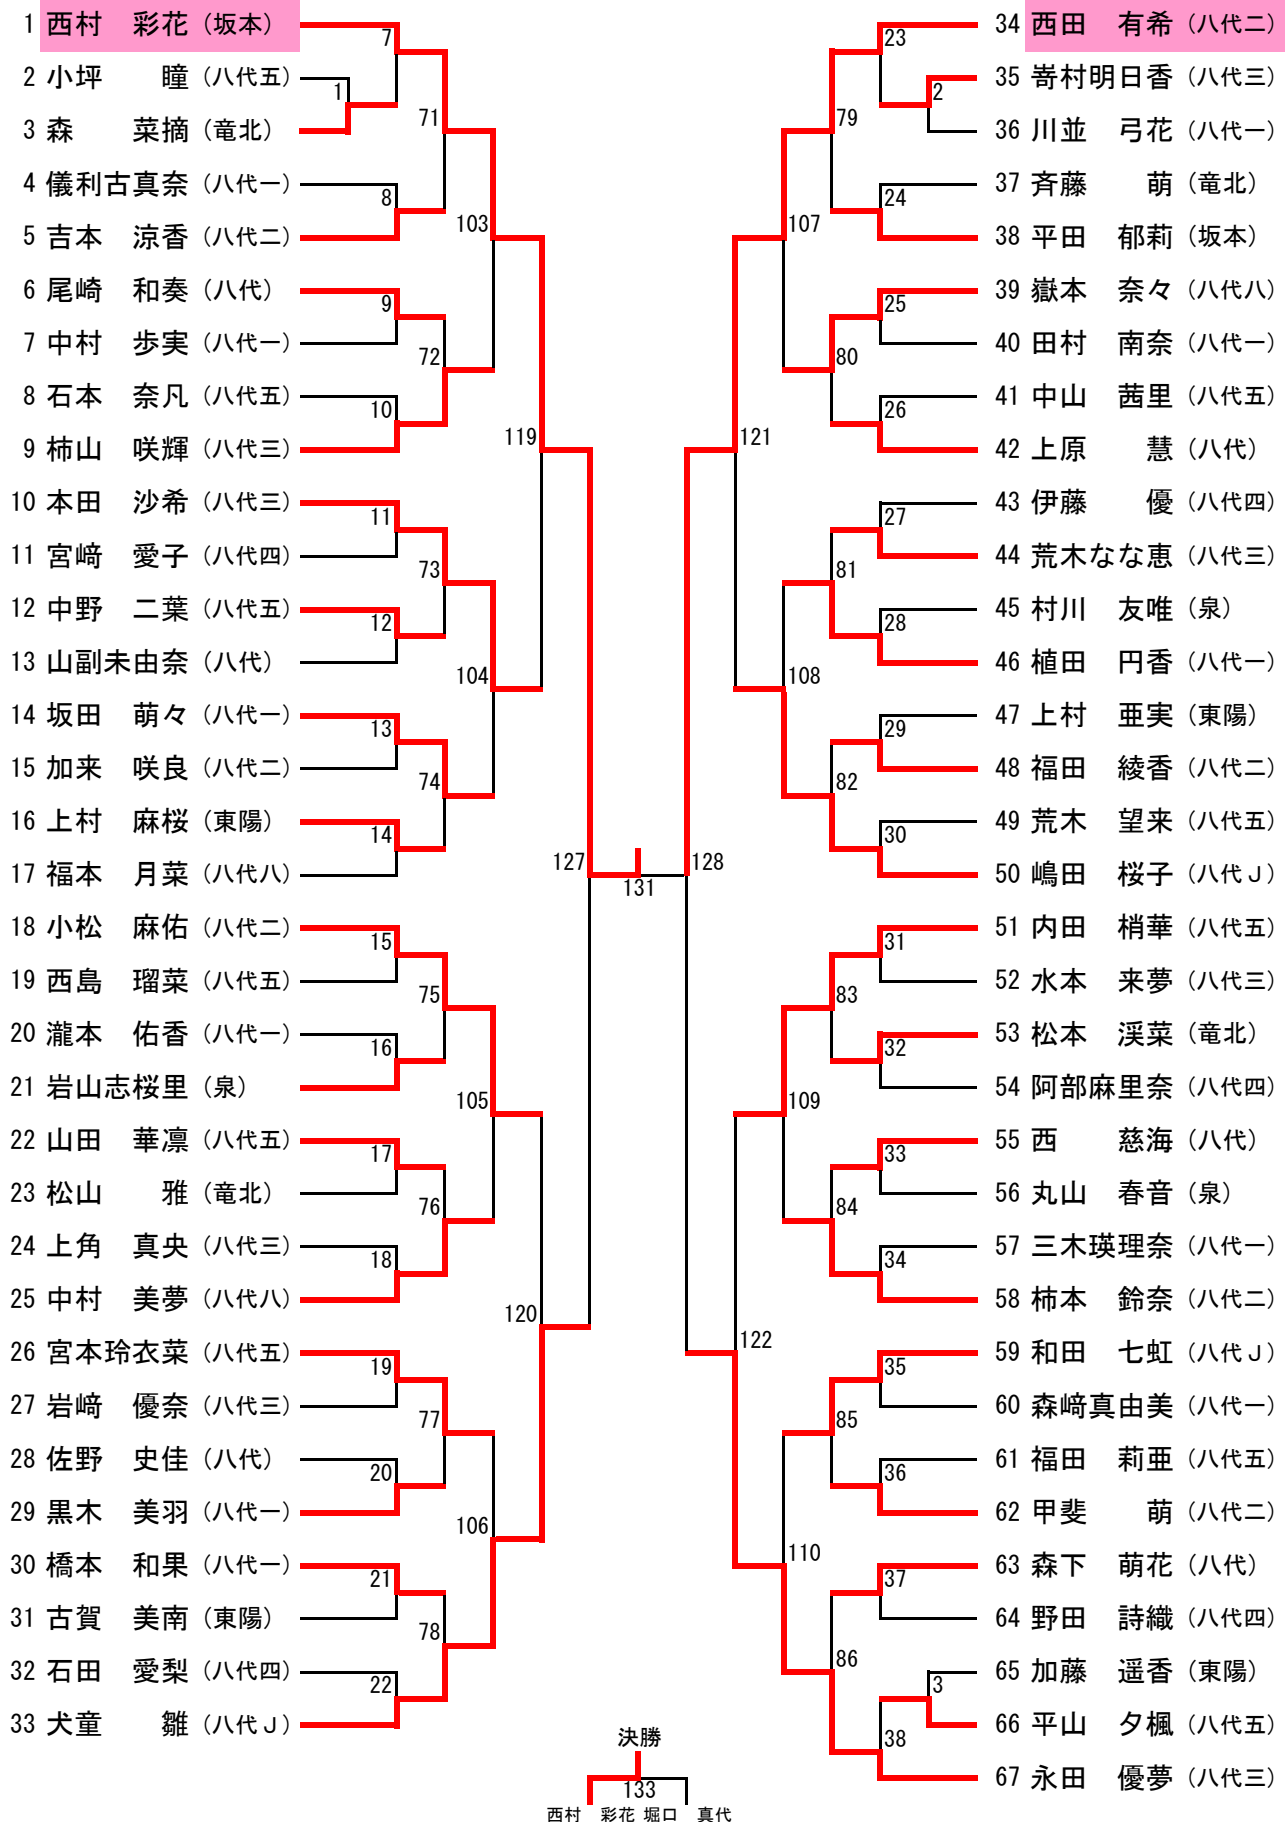 1 西村　彩花（坂本）
2 小坪　　瞳（八代五）
3 森　　菜摘（竜北）
4 儀利古真奈（八代一）
5 吉本　涼香（八代二）
6 尾崎　和奏（八代）
7 中村　歩実（八代一）
8 石本　奈凡（八代五）
9 柿山　咲輝（八代三）
10 本田　沙希（八代三）
11 宮﨑　愛子（八代四）
12 中野　二葉（八代五）
13 山副未由奈（八代）
14 坂田　萌々（八代一）
15 加来　咲良（八代二）
16 上村　麻桜（東陽）
17 福本　月菜（八代八）
18 小松　麻佑（八代二）
19 西島　瑠菜（八代五）
20 瀧本　佑香（八代一）
21 岩山志桜里（泉）
22 山田　華凛（八代五）
23 松山　　雅（竜北）
24 上角　真央（八代三）
25 中村　美夢（八代八）
26 宮本玲衣菜（八代五）
27 岩﨑　優奈（八代三）
28 佐野　史佳（八代）
29 黒木　美羽（八代一）
30 橋本　和果（八代一）
31 古賀　美南（東陽）
32 石田　愛梨（八代四）
33 犬童　　雛（八代Ｊ）
7
1
71
8
103
9
72
10
119
11
73
12
104
13
74
14
127
15
75
16
105
17
76
18
120
19
77
20
106
21
78
22
131
128
23
2
79
24
107
25
80
26
121
27
81
28
108
29
82
30
31
83
32
109
33
84
34
122
35
85
36
110
37
86
3
38
34 西田　有希（八代二）
35 嵜村明日香（八代三）
36 川並　弓花（八代一）
37 斉藤　　萌（竜北）
38 平田　郁莉（坂本）
39 嶽本　奈々（八代八）
40 田村　南奈（八代一）
41 中山　茜里（八代五）
42 上原　　慧（八代）
43 伊藤　　優（八代四）
44 荒木なな恵（八代三）
45 村川　友唯（泉）
46 植田　円香（八代一）
47 上村　亜実（東陽）
48 福田　綾香（八代二）
49 荒木　望来（八代五）
50 嶋田　桜子（八代Ｊ）
51 内田　梢華（八代五）
52 水本　来夢（八代三）
53 松本　渓菜（竜北）
54 阿部麻里奈（八代四）
55 西　　慈海（八代）
56 丸山　春音（泉）
57 三木瑛理奈（八代一）
58 柿本　鈴奈（八代二）
59 和田　七虹（八代Ｊ）
60 森﨑真由美（八代一）
61 福田　莉亜（八代五）
62 甲斐　　萌（八代二）
63 森下　萌花（八代）
64 野田　詩織（八代四）
65 加藤　遥香（東陽）
66 平山　夕楓（八代五）
67 永田　優夢（八代三）
決勝
133
西村　彩花 堀口　真代